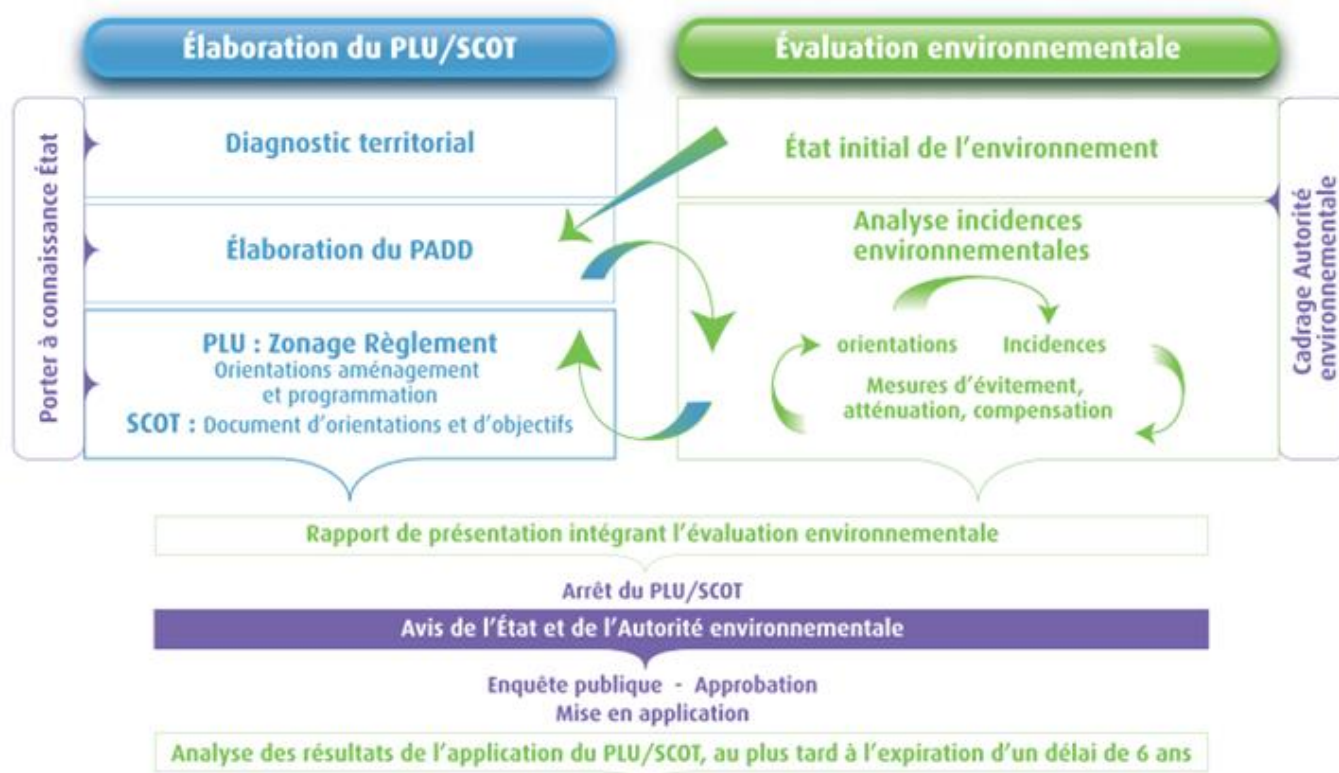 Élaboration du PLU/SCOT
Évaluation environnementale
Porter à connaissance État
Diagnostic territorial
État initial de l'environnement
Cadrage Autorité
environnementale
Élaboration du PADD
Analyse incidences
environnementales
PLU : Zonage Règlement
Orientations aménagement
et programmation
SCOT : Document d'orientations et d'objectifs
orientations
Incidences
Mesures d'évitement,
atténuation, compensation
Rapport de présentation intégrant l'évaluation environnementale
Arrêt du PLU/SCOT
Avis de l'État et de l'Autorité environnementale
Enquête publique - Approbation
Mise en application
Analyse des résultats de l'application du PLU/SCOT, au plus tard à l'expiration d'un délai de 6 ans